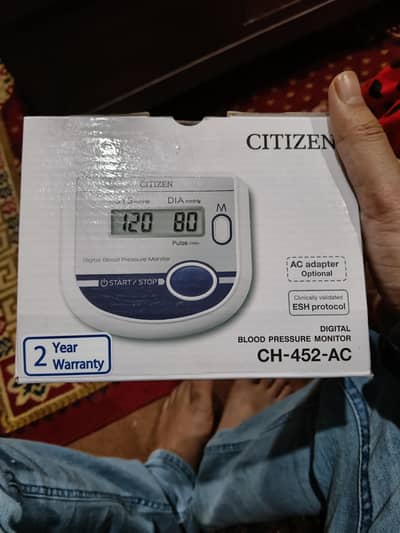 CITIZEN
CITIZEN
DIA
M
120 80
Pulse
Digital Blood Pressure Monitor
START / STOP
AC adapter
Optional
Clinically validated
ESH protocol
DIGITAL
BLOOD PRESSURE MONITOR
CH-452-AC
2 Year
Warranty